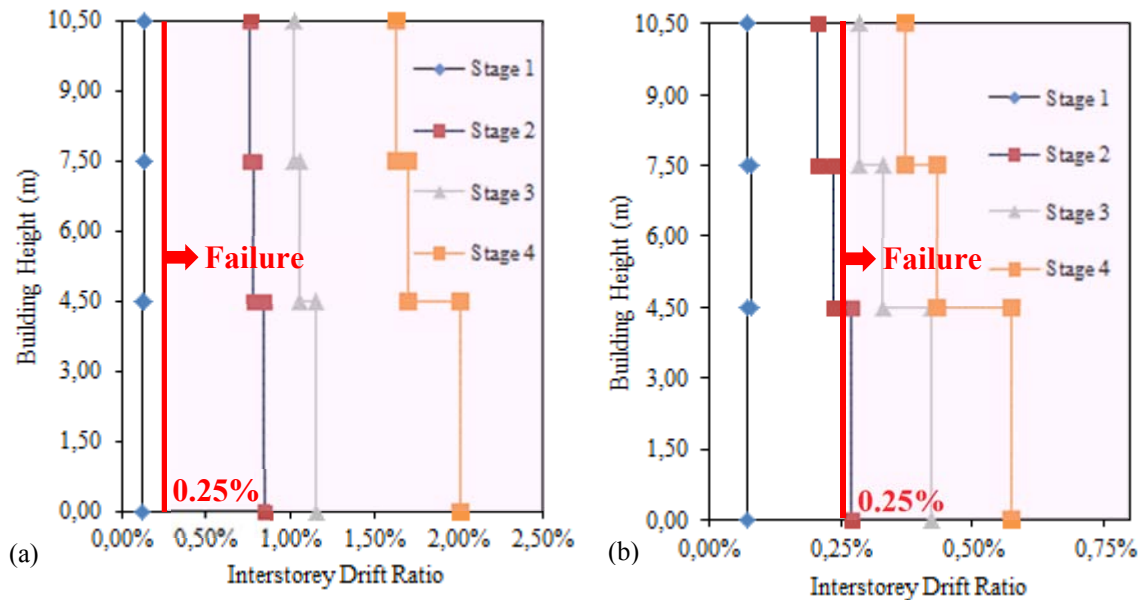 10,50
9,00
7,50
6,00
4,50
3,00
1,50
0,00
Building Height (m)
Stage 1
Stage 2
Stage 3
Stage 4
Failure
0.25%
0,00% 0,50% 1,00% 1,50% 2,00% 2,50%
Interstorey Drift Ratio
(a)
10,50
9,00
7,50
6,00
4,50
3,00
1,50
0,00
Building Height (m)
Stage 1
Stage 2
Stage 3
Stage 4
Failure
0.25%
0,00% 0,25% 0,50% 0,75%
Interstorey Drift Ratio
(b)